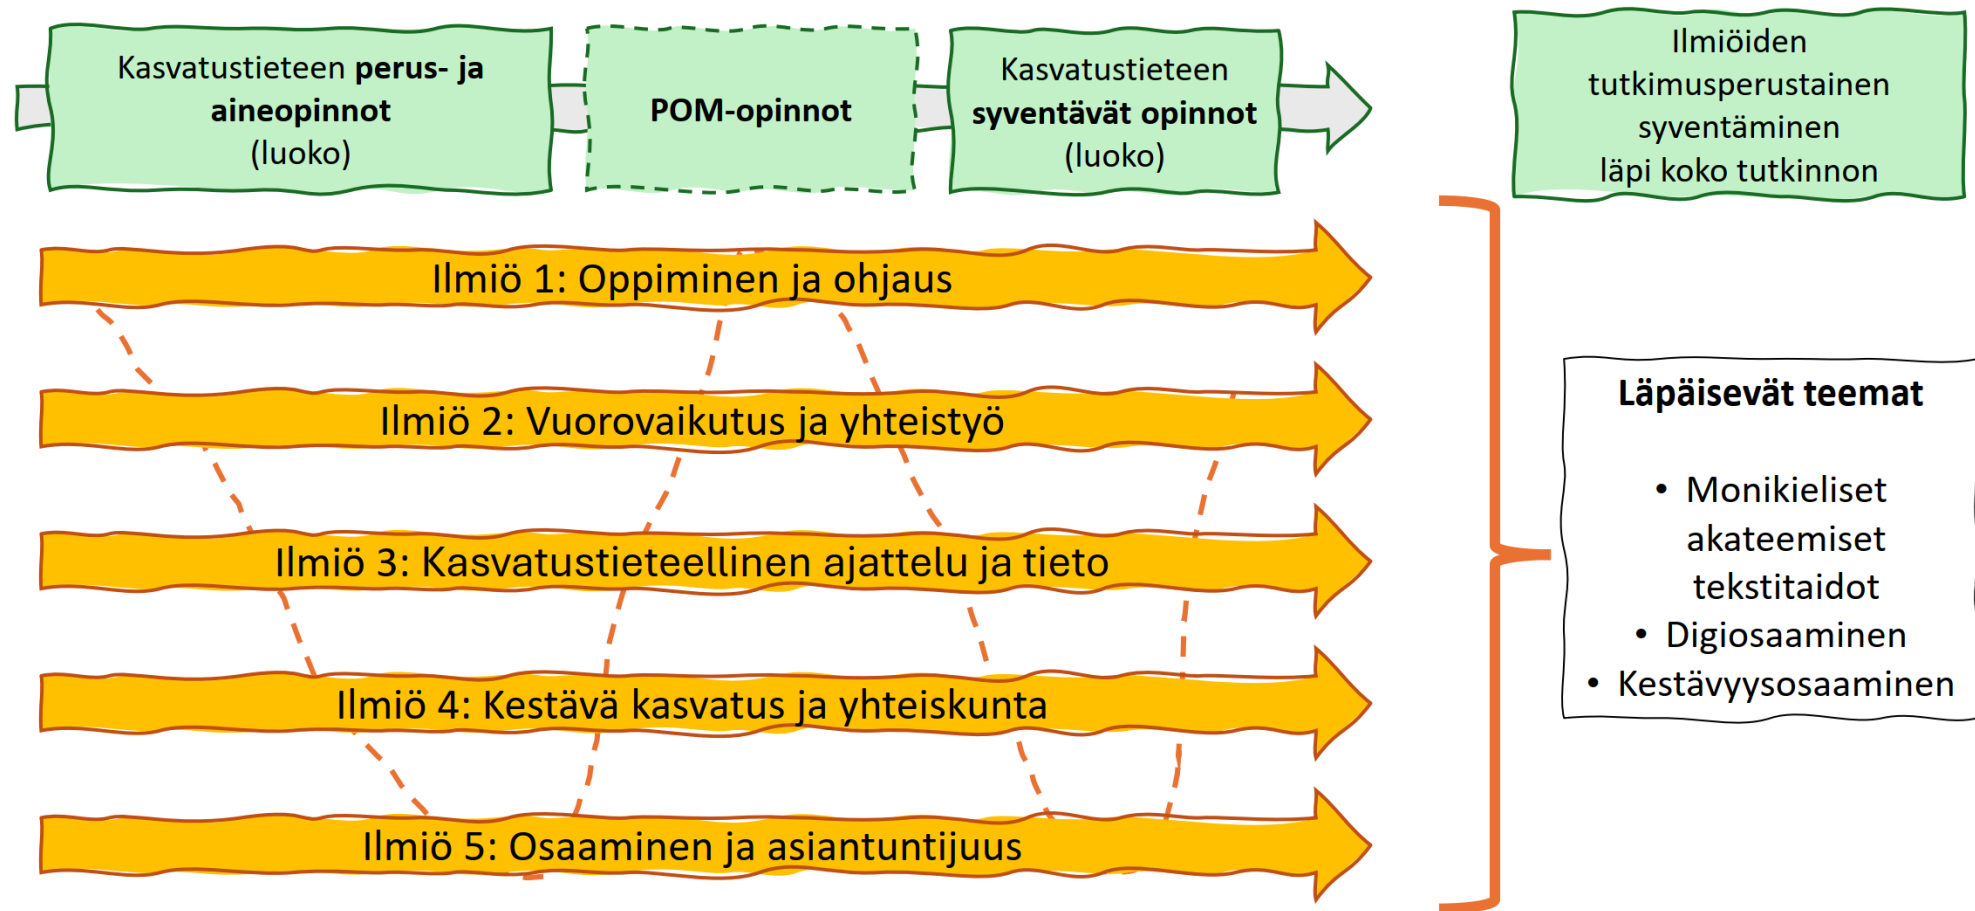 Kasvatustieteen perus- ja
aineopinnot
(luoko)
POM-opinnot
Kasvatustieteen
syventävät opinnot
(luoko)
Ilmiöiden
tutkimusperustainen
syventäminen
läpi koko tutkinnon
Ilmiö 1: Oppiminen ja ohjaus
Ilmiö 2: Vuorovaikutus ja yhteistyö
Ilmiö 3: Kasvatustieteellinen ajattelu ja tieto
Ilmiö 4: Kestävä kasvatus ja yhteiskunta
Ilmiö 5: Osaaminen ja asiantuntijuus
Läpäisevät teemat
• Monikieliset
akateemiset
tekstitaidot
• Digiosaaminen
• Kestävyysosaaminen